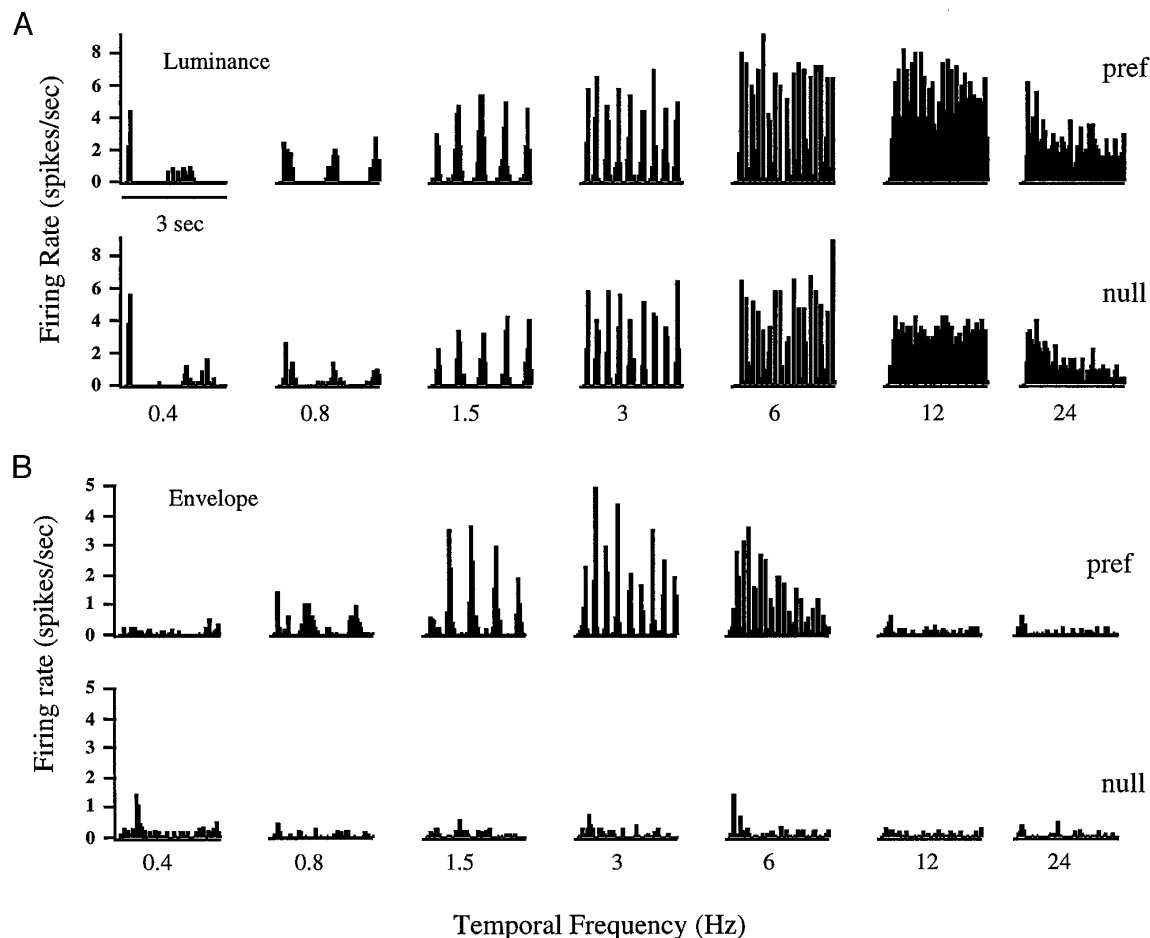 A
Luminance
pref
8
6
4
2
0
3 sec
null
8
6
4
2
0
Firing Rate (spikes/sec)
0.4 0.8 1.5 3 6 12 24
B
Envelope
pref
5
4
3
2
1
0
null
5
4
3
2
1
0
Firing rate (spikes/sec)
0.4 0.8 1.5 3 6 12 24
Temporal Frequency (Hz)